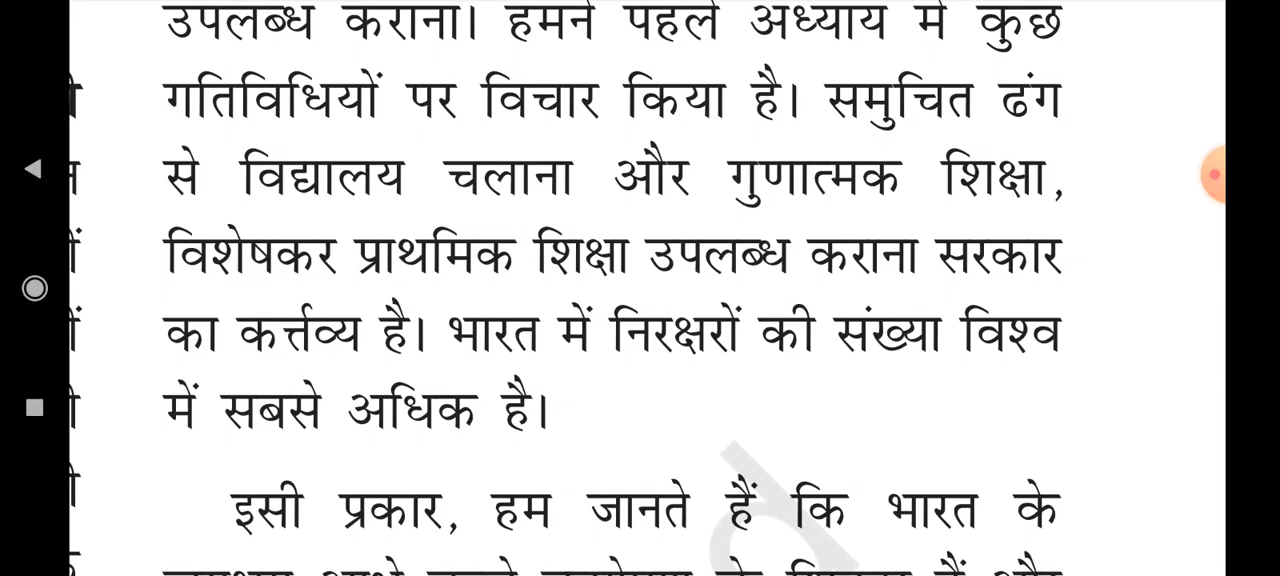 उपलब्ध कराना। हमने पहले अध्याय में कुछ
गतिविधियों पर विचार किया है। समुचित ढंग
से विद्यालय चलाना और गुणात्मक शिक्षा,
विशेषकर प्राथमिक शिक्षा उपलब्ध कराना सरकार
का कर्त्तव्य है। भारत में निरक्षरों की संख्या विश्व
में सबसे अधिक है।
इसी प्रकार, हम जानते हैं कि भारत के